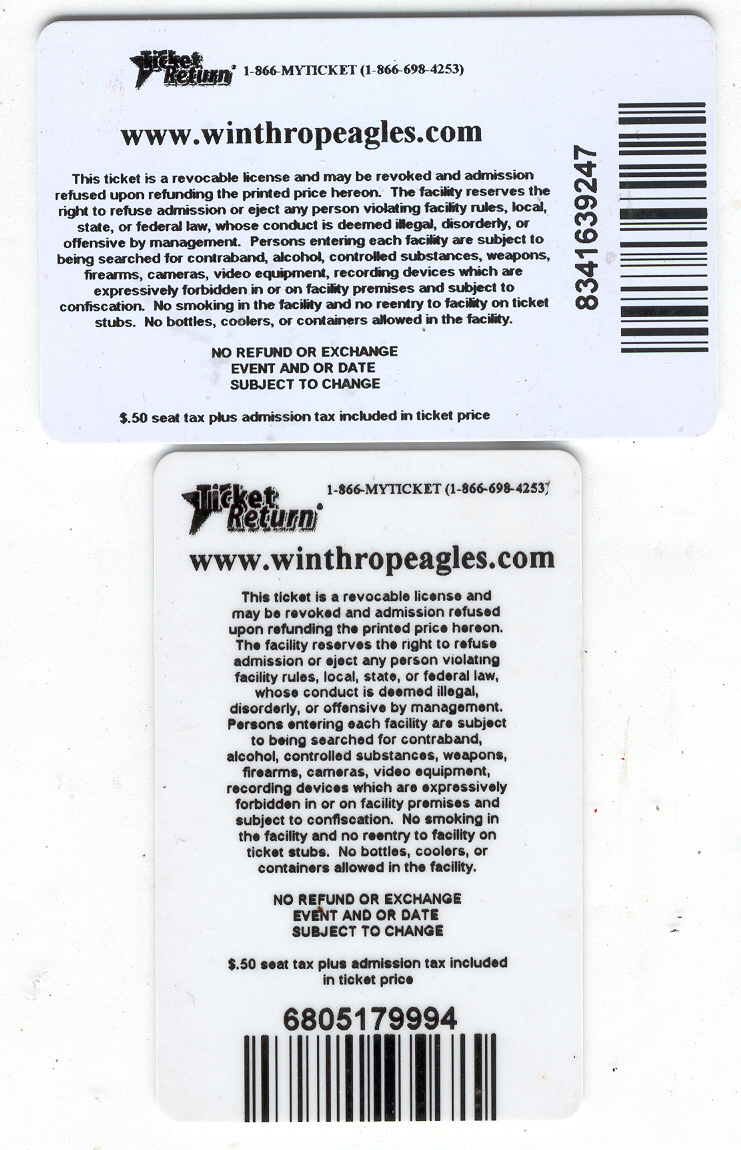 Ticket Return 1-866-MYTICKET (1-866-698-4253)
www.winthropeagles.com
This ticket is a revocable license and may be revoked and admission
refused upon refunding the printed price hereon. The facility reserves the
right to refuse admission or eject any person violating facility rules, local,
state, or federal law, whose conduct is deemed illegal, disorderly, or
offensive by management. Persons entering each facility are subject to
being searched for contraband, alcohol, controlled substances, weapons,
firearms, cameras, video equipment, recording devices which are
expressively forbidden in or on facility premises and subject to
confiscation. No smoking in the facility and no reentry to facility on ticket
stubs. No bottles, coolers, or containers allowed in the facility.
NO REFUND OR EXCHANGE
EVENT AND OR DATE
SUBJECT TO CHANGE
$.50 seat tax plus admission tax included in ticket price
8341639247
Ticket Return 1-866-MYTICKET (1-866-698-4253)
www.winthropeagles.com
This ticket is a revocable license and
may be revoked and admission refused
upon refunding the printed price hereon.
The facility reserves the right to refuse
admission or eject any person violating
facility rules, local, state, or federal law,
whose conduct is deemed illegal,
disorderly, or offensive by management.
Persons entering each facility are subject
to being searched for contraband,
alcohol, controlled substances, weapons,
firearms, cameras, video equipment,
recording devices which are expressively
forbidden in or on facility premises and
subject to confiscation. No smoking in
the facility and no reentry to facility on
ticket stubs. No bottles, coolers, or
containers allowed in the facility.
NO REFUND OR EXCHANGE
EVENT AND OR DATE
SUBJECT TO CHANGE
$.50 seat tax plus admission tax included
in ticket price
6805179994